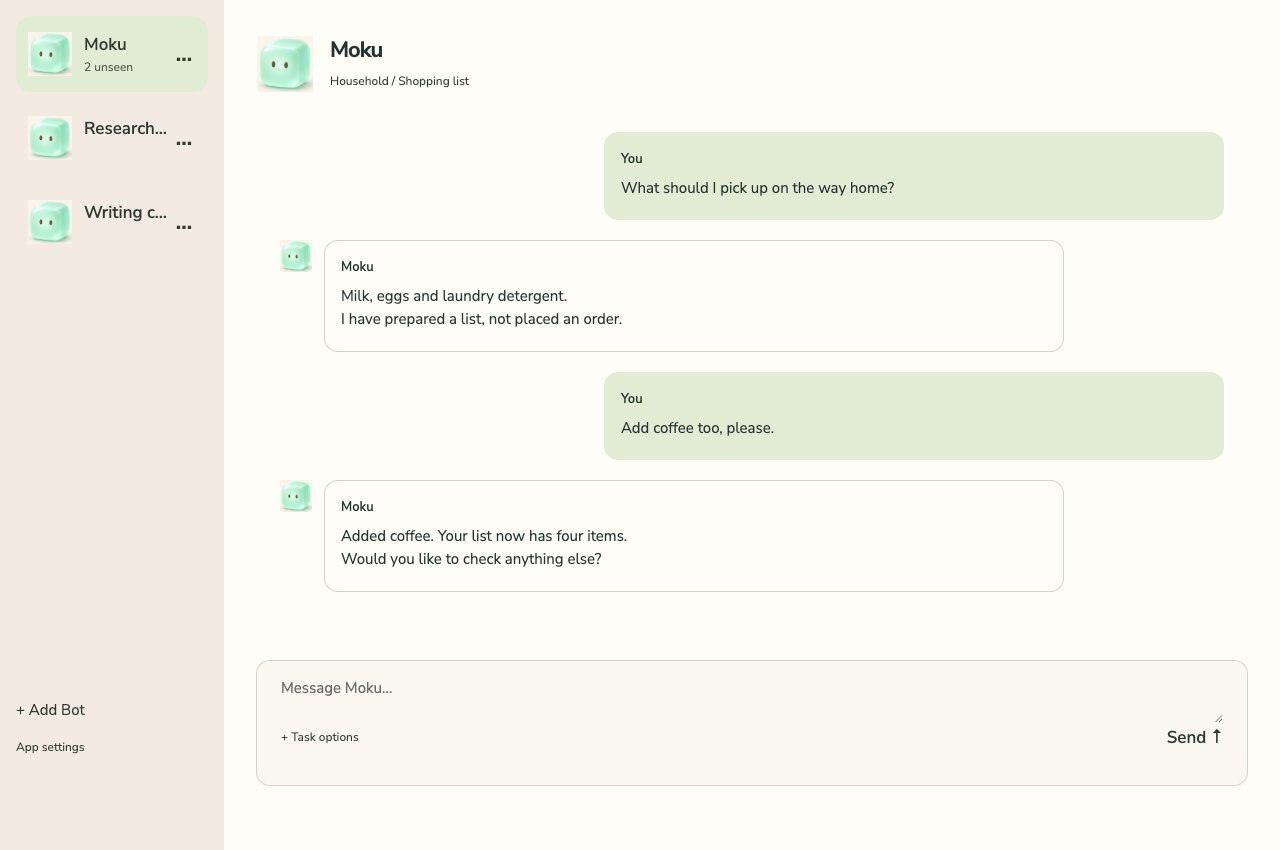 Moku
2 unseen
...
Research...
...
Writing c...
...
+ Add Bot
App settings
Moku
Household / Shopping list
You
What should I pick up on the way home?
Moku
Milk, eggs and laundry detergent.
I have prepared a list, not placed an order.
You
Add coffee too, please.
Moku
Added coffee. Your list now has four items.
Would you like to check anything else?
Message Moku...
+ Task options
Send ↑